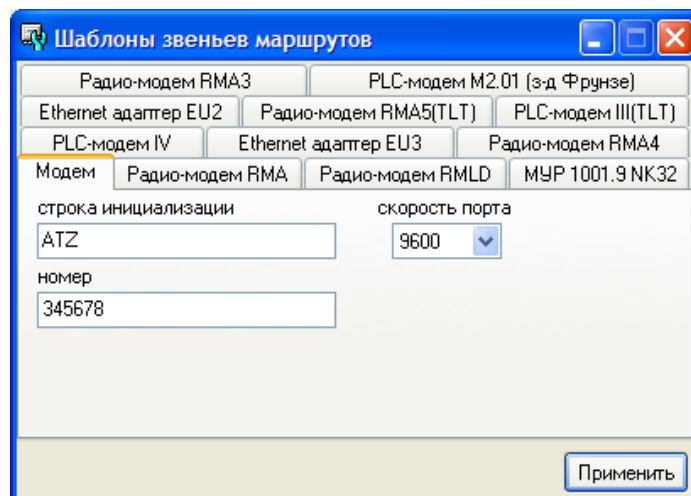 Шаблоны звеньев маршрутов
Радио-модем RMA3 PLC-модем М2.01 (з-д Фрунзе)
Ethernet адаптер EU2 Радио-модем RMA5(TLT) PLC-модем III(TLT)
PLC-модем IV Ethernet адаптер EU3 Радио-модем RMA4
Модем Радио-модем RMA Радио-модем RMLD МУР 1001.9 NK32
строка инициализации скорость порта
ATZ 9600
номер
345678
Применить